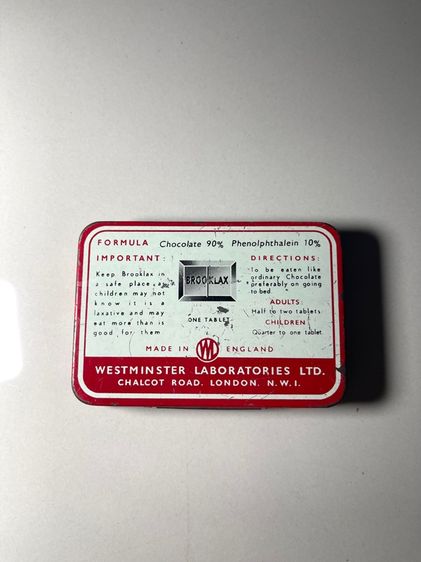 FORMULA Chocolate 90% Phenolphthalein 10%
IMPORTANT:
Keep Brooklax in
a safe place as
children may not
know it is a
laxative and may
eat more than is
good for them
BROOKLAX
ONE TABLET
DIRECTIONS:
To be eaten like
ordinary Chocolate
preferably on going
to bed.
ADULTS
Half to two tablets
CHILDREN
Quarter to one tablet.
MADE IN W ENGLAND
WESTMINSTER LABORATORIES LTD.
CHALCOT ROAD. LONDON. N.W.1.